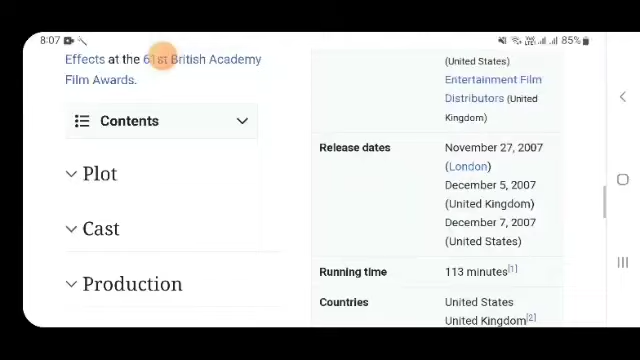 8:07 85%
Effects at the 61st British Academy
Film Awards.
Contents
Plot
Cast
Production
(United States)
Entertainment Film
Distributors (United
Kingdom)
Release dates November 27, 2007
(London)
December 5, 2007
(United Kingdom)
December 7, 2007
(United States)
Running time 113 minutes[1]
Countries United States
United Kingdom[2]